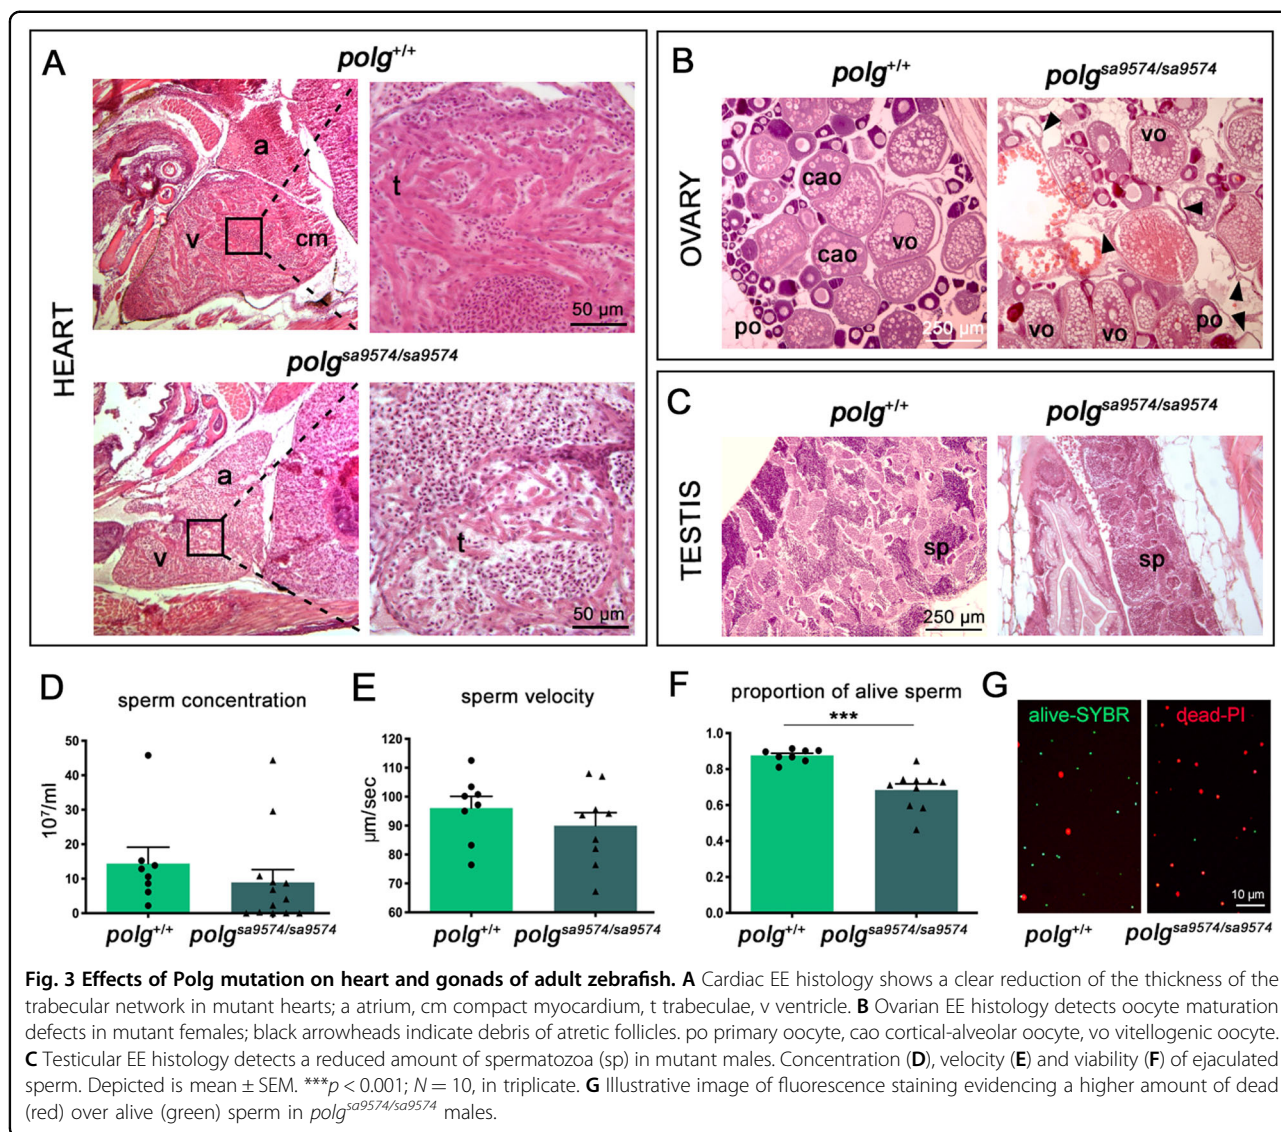 A
polg+/+
HEART
a
v
cm
t
50 µm
polgsa9574/sa9574
a
v
t
50 µm
B
polg+/+
polgsa9574/sa9574
OVARY
cao
cao
vo
po
250 µm
vo
vo
vo
po
C
polg+/+
polgsa9574/sa9574
TESTIS
sp
250 µm
sp
D
sperm concentration
10⁷/ml
50
40
30
20
10
0
polg+/+
polgsa9574/sa9574
E
sperm velocity
µm/sec
120
110
100
90
80
70
60
polg+/+
polgsa9574/sa9574
F
proportion of alive sperm
***
1.0
0.8
0.6
0.4
0.2
0.0
polg+/+
polgsa9574/sa9574
G
alive-SYBR
dead-PI
10 µm
polg+/+
polgsa9574/sa9574
Fig. 3 Effects of Polg mutation on heart and gonads of adult zebrafish. A Cardiac EE histology shows a clear reduction of the thickness of the
trabecular network in mutant hearts; a atrium, cm compact myocardium, t trabeculae, v ventricle. B Ovarian EE histology detects oocyte maturation
defects in mutant females; black arrowheads indicate debris of atretic follicles. po primary oocyte, cao cortical-alveolar oocyte, vo vitellogenic oocyte.
C Testicular EE histology detects a reduced amount of spermatozoa (sp) in mutant males. Concentration (D), velocity (E) and viability (F) of ejaculated
sperm. Depicted is mean ± SEM. ***p < 0.001; N = 10, in triplicate. G Illustrative image of fluorescence staining evidencing a higher amount of dead
(red) over alive (green) sperm in polgsa9574/sa9574 males.